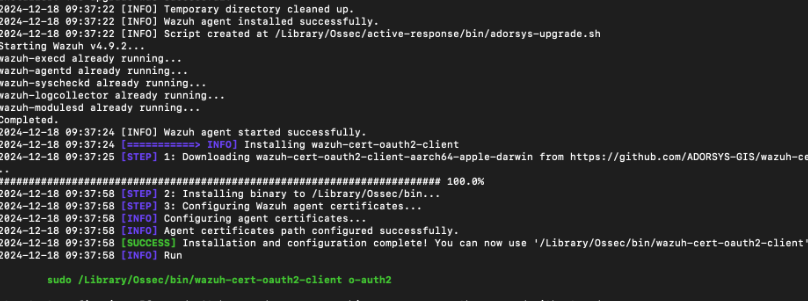 2024-12-18 09:37:22 [INFO] Temporary directory cleaned up.
2024-12-18 09:37:22 [INFO] Wazuh agent installed successfully.
2024-12-18 09:37:22 [INFO] Script created at /Library/Ossec/active-response/bin/adorsys-upgrade.sh
Starting Wazuh v4.9.2...
wazuh-execd already running...
wazuh-agentd already running...
wazuh-syscheckd already running...
wazuh-logcollector already running...
wazuh-modulesd already running...
Completed.
2024-12-18 09:37:24 [INFO] Wazuh agent started successfully.
2024-12-18 09:37:24 [===========> INFO] Installing wazuh-cert-oauth2-client
2024-12-18 09:37:25 [STEP] 1: Downloading wazuh-cert-oauth2-client-aarch64-apple-darwin from https://github.com/ADORSYS-GIS/wazuh-ce
..
######################################################################## 100.0%
2024-12-18 09:37:58 [STEP] 2: Installing binary to /Library/Ossec/bin...
2024-12-18 09:37:58 [STEP] 3: Configuring Wazuh agent certificates...
2024-12-18 09:37:58 [INFO] Configuring agent certificates...
2024-12-18 09:37:58 [INFO] Agent certificates path configured successfully.
2024-12-18 09:37:58 [SUCCESS] Installation and configuration complete! You can now use '/Library/Ossec/bin/wazuh-cert-oauth2-client'
2024-12-18 09:37:58 [INFO] Run
sudo /Library/Ossec/bin/wazuh-cert-oauth2-client o-auth2